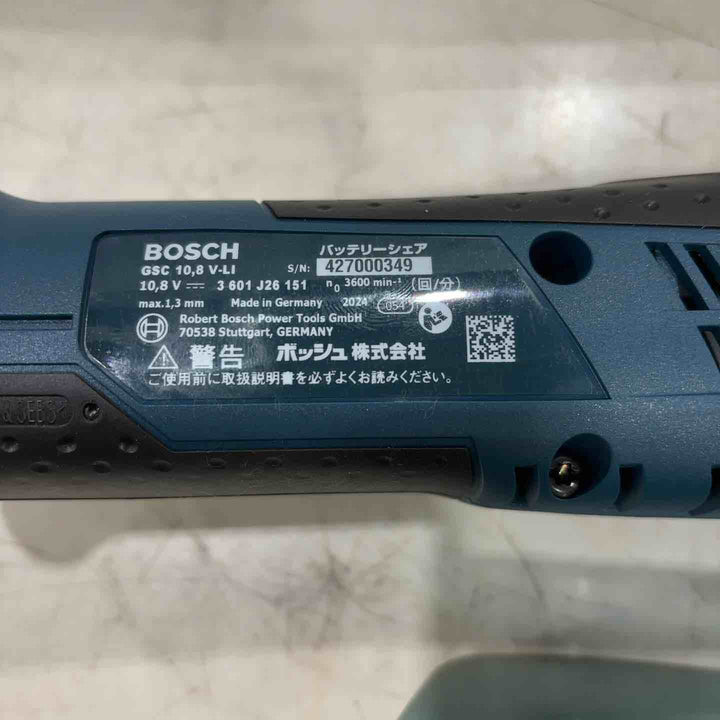 BOSCH
GSC 10,8 V-LI
10,8 V ⎓ 3 601 J26 151
max.1,3 mm Made in Germany 2024
Robert Bosch Power Tools GmbH
70538 Stuttgart, GERMANY
バッテリーシェア
S/N: 427000349
n0 3600 min-1 (回/分)
054
警告 ボッシュ株式会社
ご使用前に取扱説明書を必ずよくお読みください。